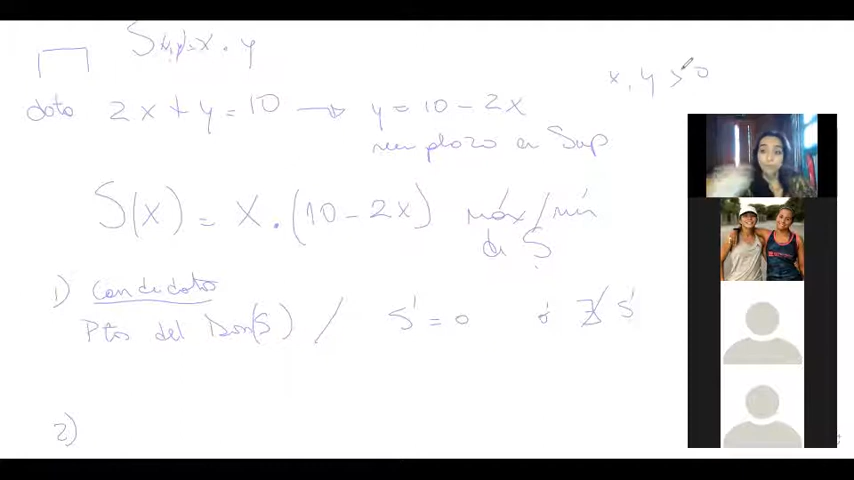 S(x,y)=x.y
x, y > 0
dato 2x + y = 10 → y = 10 - 2x
reemplazo en Sup
S(x) = x . (10 - 2x) máx/mín
de S
1) Candidatos
Ptos del Dom(S) / S' = 0 ó ∄ S'
2)